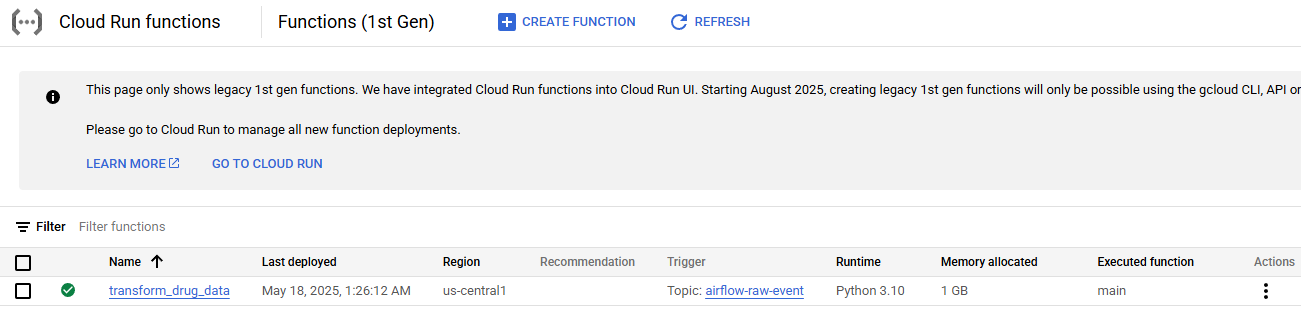 Cloud Run functions Functions (1st Gen) CREATE FUNCTION REFRESH
This page only shows legacy 1st gen functions. We have integrated Cloud Run functions into Cloud Run UI. Starting August 2025, creating legacy 1st gen functions will only be possible using the gcloud CLI, API or
Please go to Cloud Run to manage all new function deployments.
LEARN MORE GO TO CLOUD RUN
Filter Filter functions
Name Last deployed Region Recommendation Trigger Runtime Memory allocated Executed function Actions
transform_drug_data May 18, 2025, 1:26:12 AM us-central1 Topic: airflow-raw-event Python 3.10 1 GB main